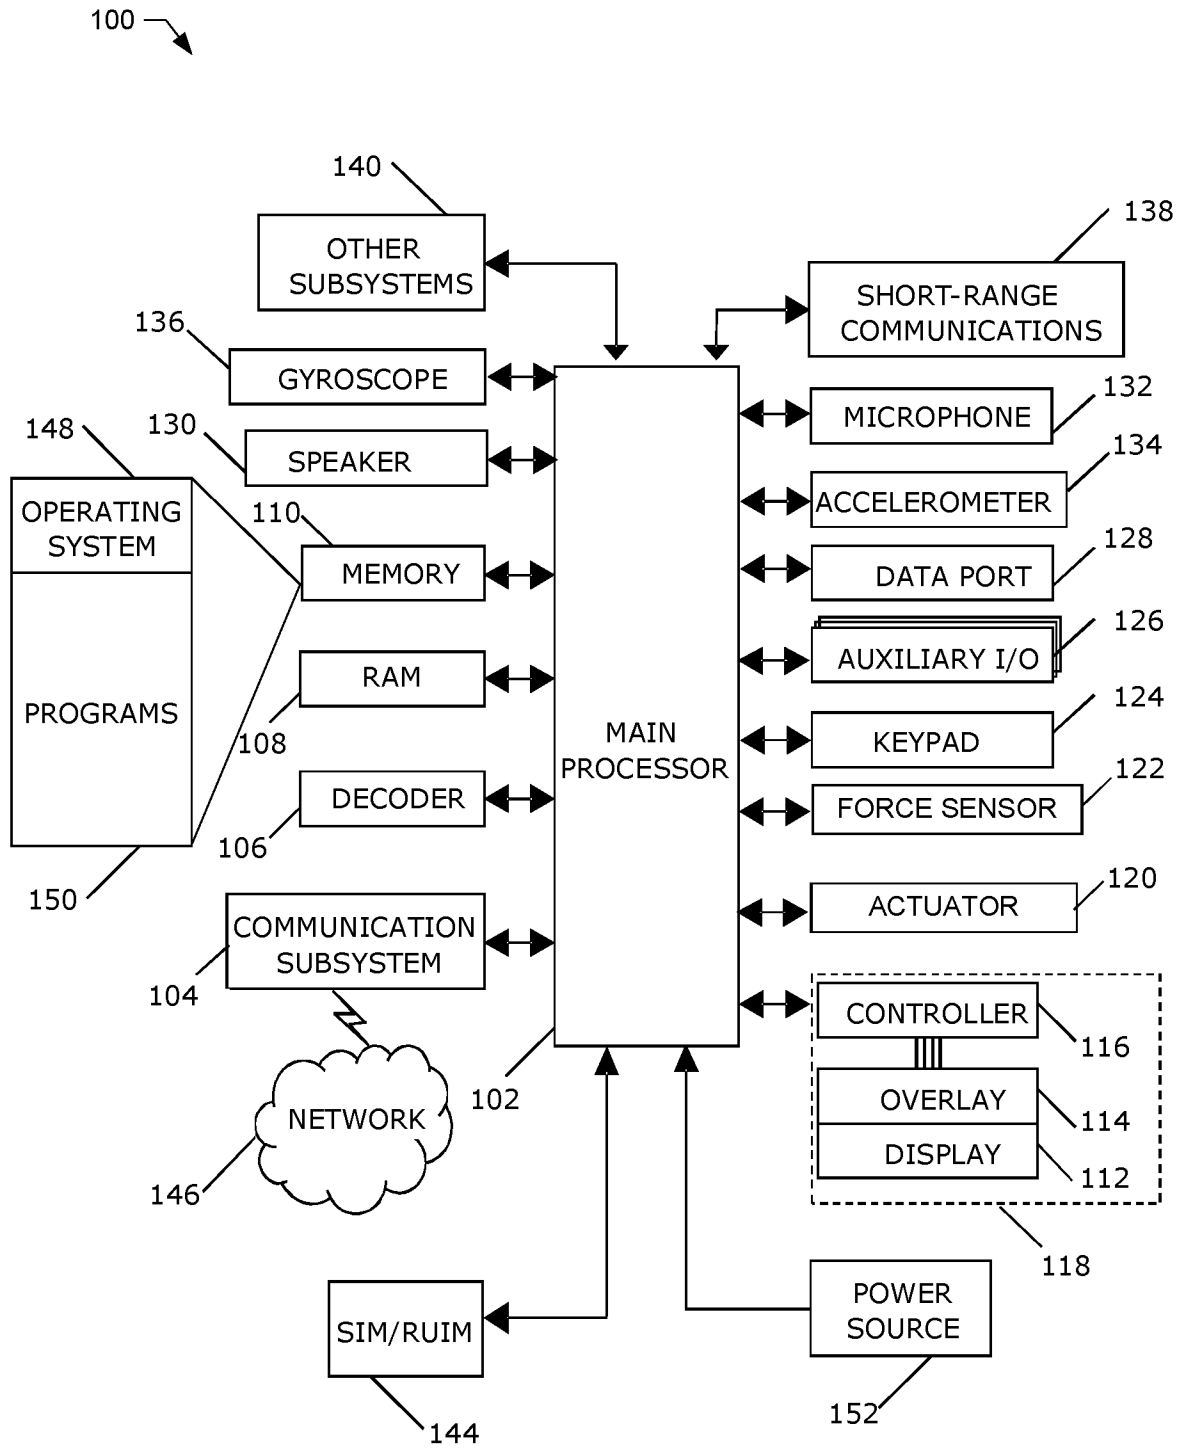 100
140
OTHER
SUBSYSTEMS
138
SHORT-RANGE
COMMUNICATIONS
136
GYROSCOPE
132
MICROPHONE
130
SPEAKER
134
ACCELEROMETER
148
OPERATING
SYSTEM
PROGRAMS
150
110
MEMORY
128
DATA PORT
126
AUXILIARY I/O
RAM
108
124
KEYPAD
MAIN
PROCESSOR
102
DECODER
106
122
FORCE SENSOR
120
ACTUATOR
COMMUNICATION
SUBSYSTEM
104
CONTROLLER
116
OVERLAY
114
DISPLAY
112
118
NETWORK
146
SIM/RUIM
144
POWER
SOURCE
152